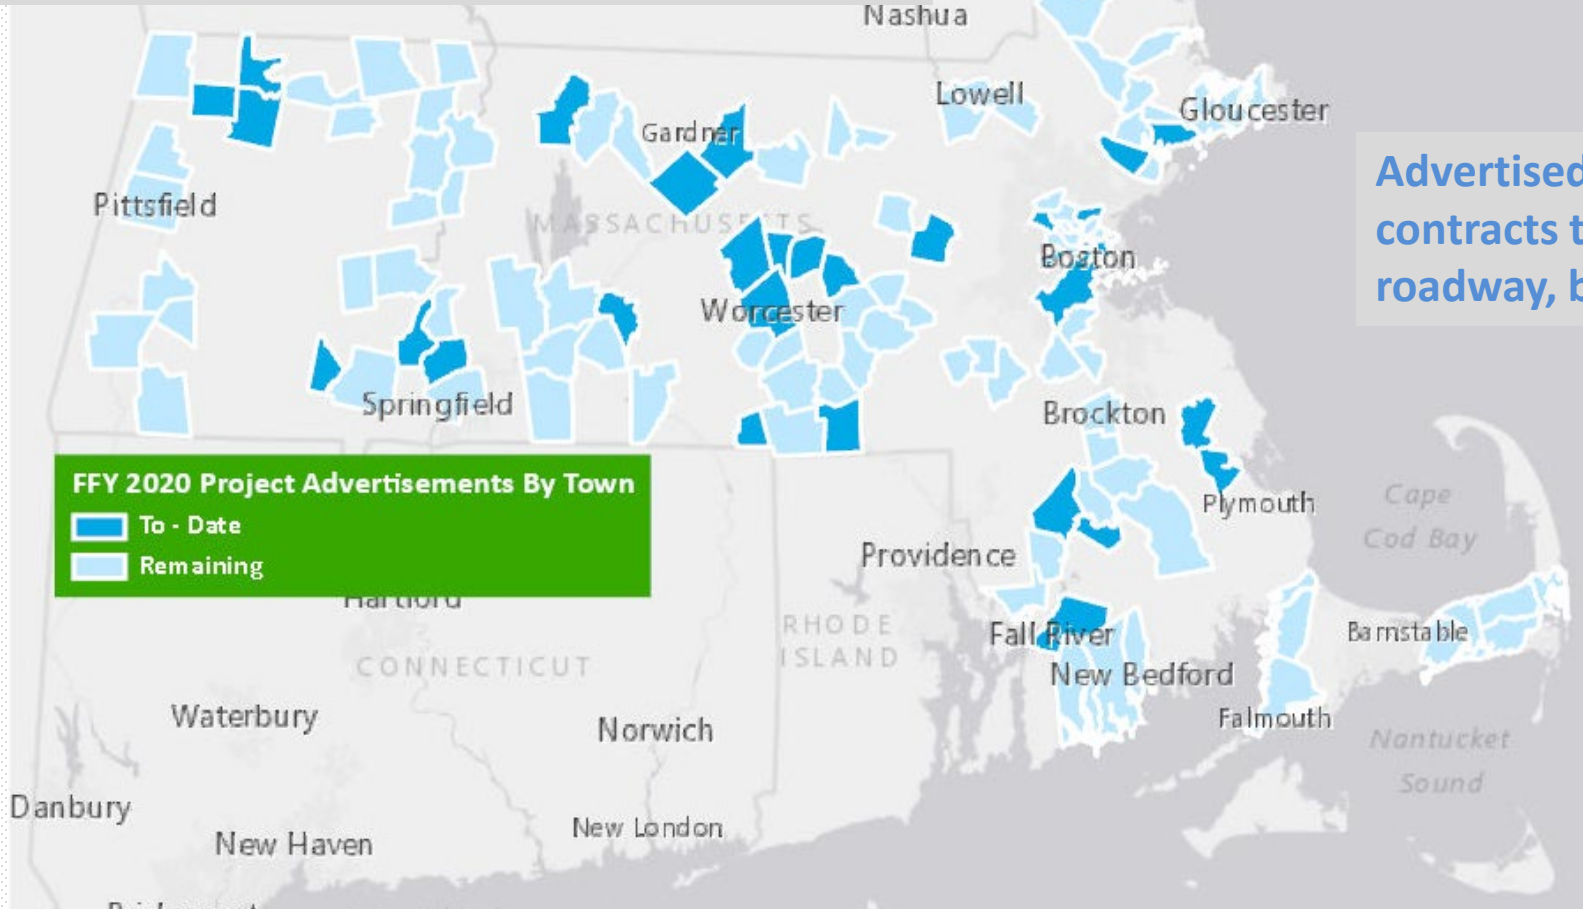 Nashua
Lowell
Gloucester
Gardner
Advertised
contracts t
roadway, b
Pittsfield
MASSACHUSETTS
Boston
Worcester
Springfield
Brockton
FFY 2020 Project Advertisements By Town
To - Date
Remaining
Plymouth
Cape
Cod Bay
Providence
Hartford
RHODE
ISLAND
Fall River
Barnstable
CONNECTICUT
New Bedford
Waterbury
Norwich
Falmouth
Nantucket
Sound
Danbury
New London
New Haven